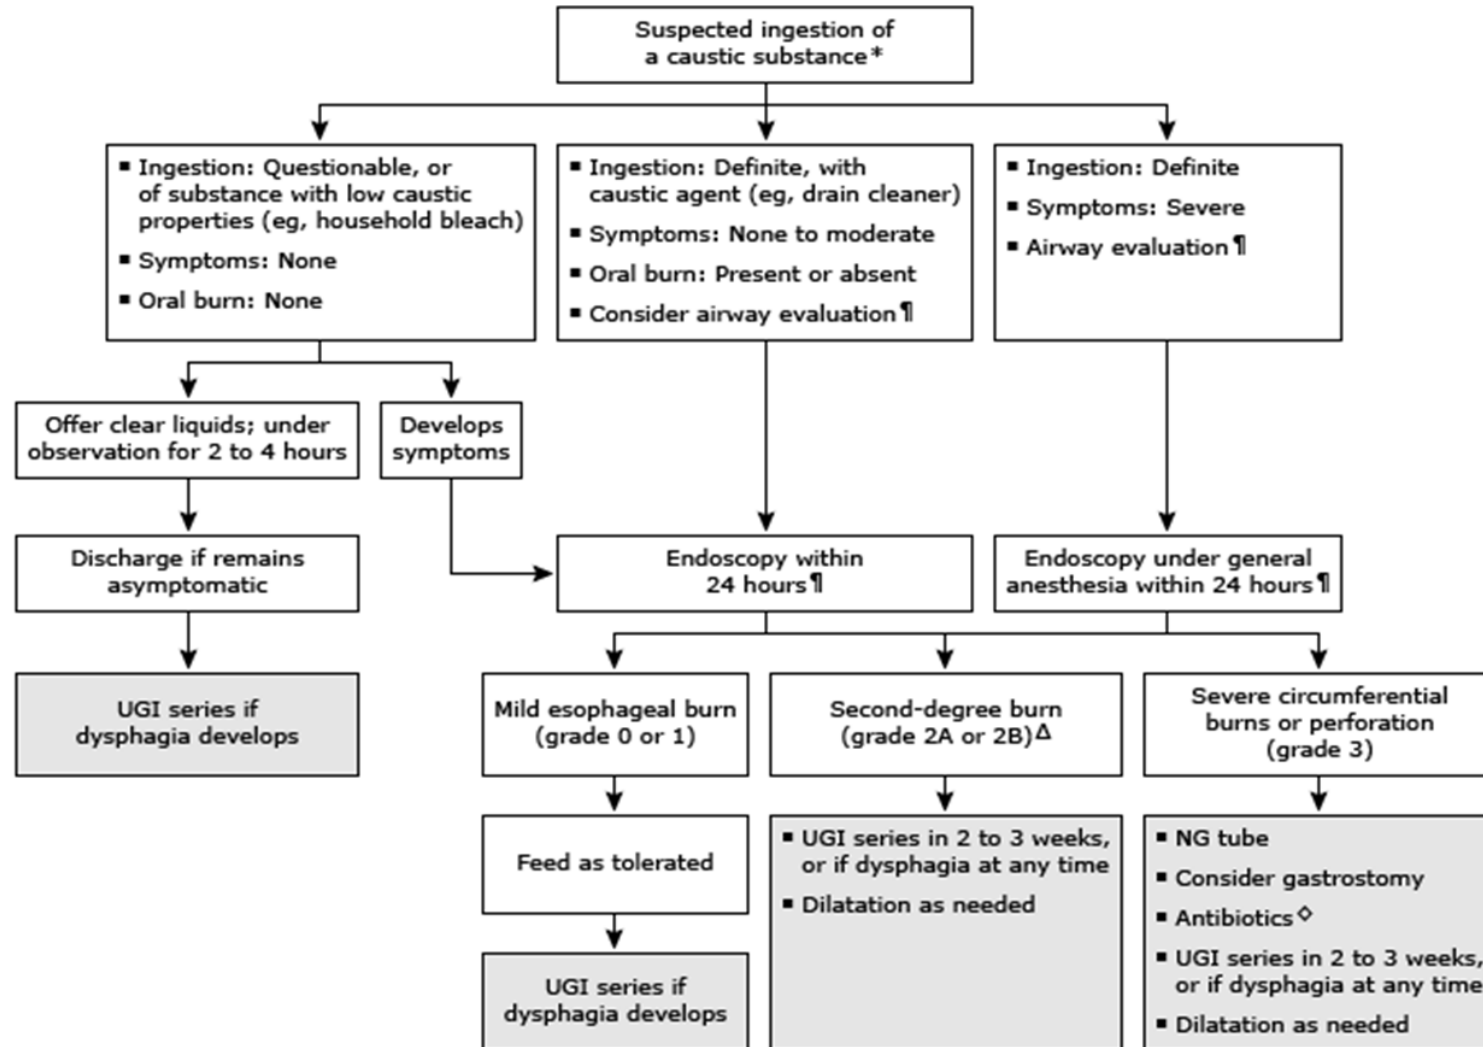 Suspected ingestion of
a caustic substance*
▪ Ingestion: Questionable, or
of substance with low caustic
properties (eg, household bleach)
▪ Symptoms: None
▪ Oral burn: None
▪ Ingestion: Definite, with
caustic agent (eg, drain cleaner)
▪ Symptoms: None to moderate
▪ Oral burn: Present or absent
▪ Consider airway evaluation¶
▪ Ingestion: Definite
▪ Symptoms: Severe
▪ Airway evaluation¶
Offer clear liquids; under
observation for 2 to 4 hours
Develops
symptoms
Discharge if remains
asymptomatic
Endoscopy within
24 hours¶
Endoscopy under general
anesthesia within 24 hours¶
UGI series if
dysphagia develops
Mild esophageal burn
(grade 0 or 1)
Second-degree burn
(grade 2A or 2B)Δ
Severe circumferential
burns or perforation
(grade 3)
Feed as tolerated
▪ UGI series in 2 to 3 weeks,
or if dysphagia at any time
▪ Dilatation as needed
▪ NG tube
▪ Consider gastrostomy
▪ Antibiotics◇
▪ UGI series in 2 to 3 weeks,
or if dysphagia at any time
▪ Dilatation as needed
UGI series if
dysphagia develops